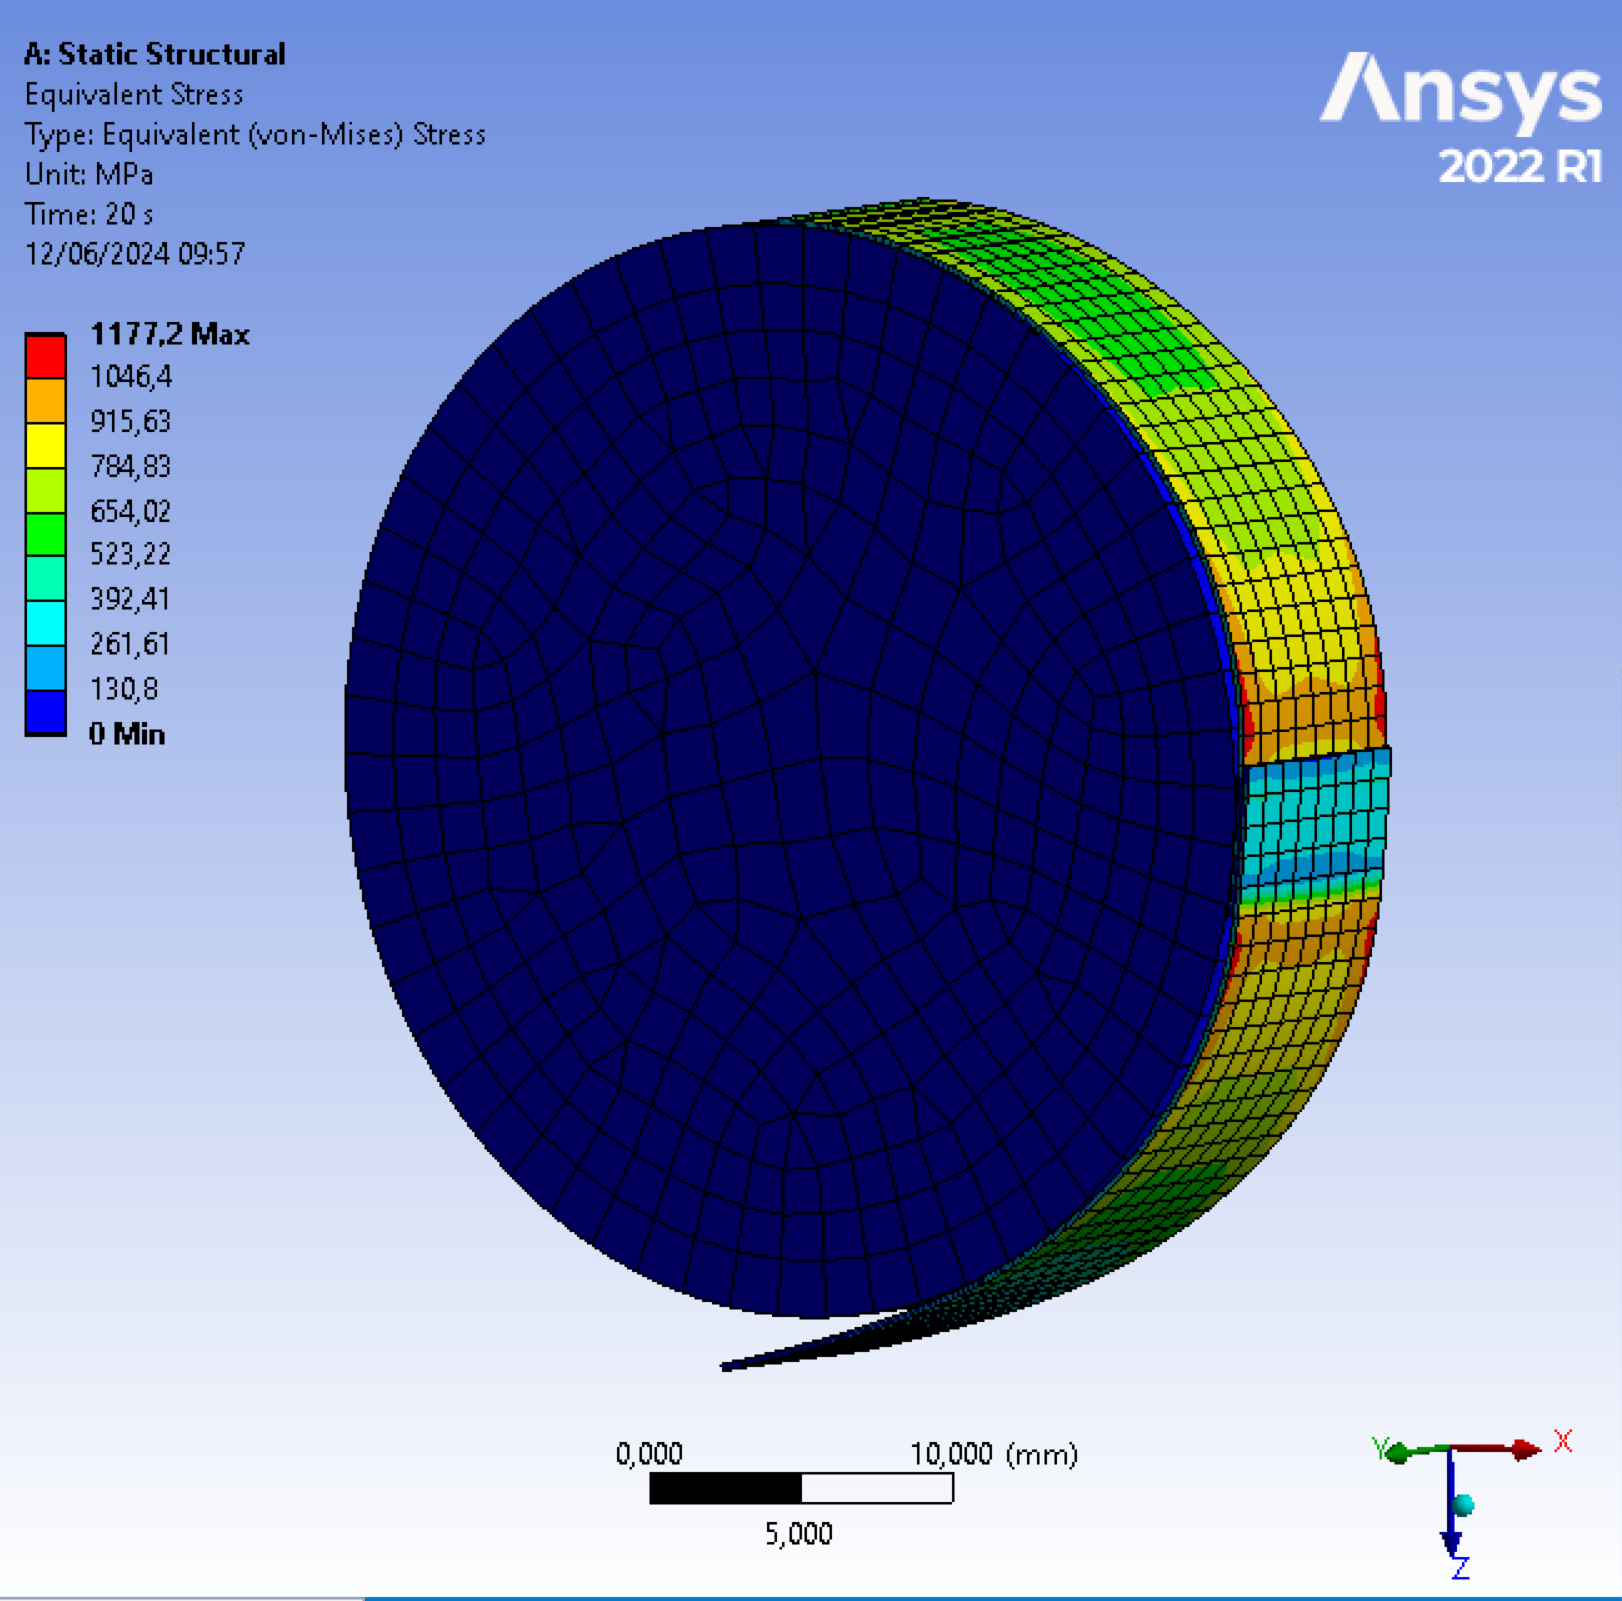 A: Static Structural
Equivalent Stress
Type: Equivalent (von-Mises) Stress
Unit: MPa
Time: 20 s
12/06/2024 09:57
Ansys
2022 R1
1177,2 Max
1046,4
915,63
784,83
654,02
523,22
392,41
261,61
130,8
0 Min
0,000
10,000 (mm)
5,000
Y
X
Z